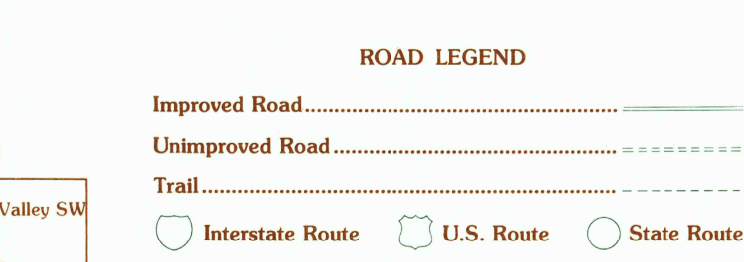 ROAD LEGEND
Improved Road
Unimproved Road
Trail
Valley SW
Interstate Route U.S. Route State Route